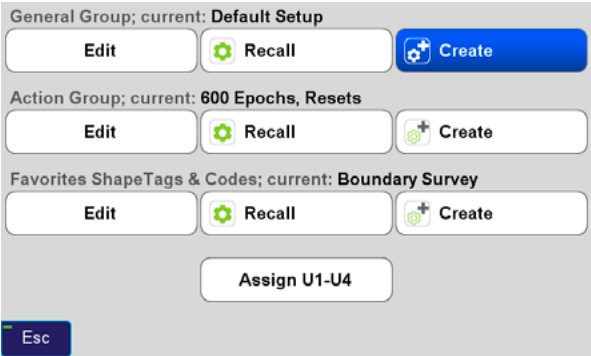 General Group; current: Default Setup
Edit Recall Create
Action Group; current: 600 Epochs, Resets
Edit Recall Create
Favorites ShapeTags & Codes; current: Boundary Survey
Edit Recall Create
Assign U1-U4
Esc